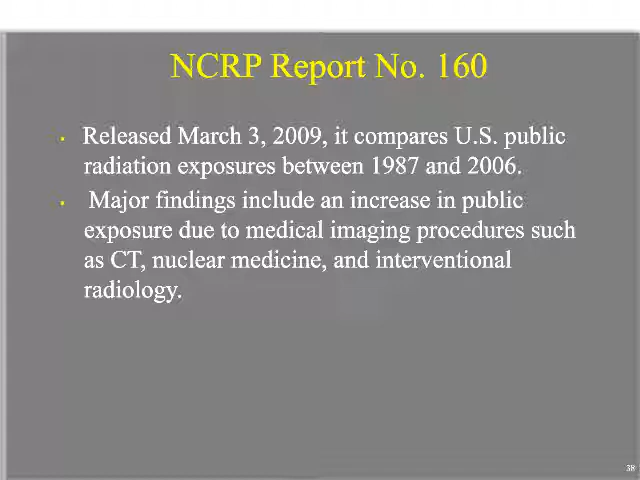 NCRP Report No. 160
▪ Released March 3, 2009, it compares U.S. public
radiation exposures between 1987 and 2006.
▪ Major findings include an increase in public
exposure due to medical imaging procedures such
as CT, nuclear medicine, and interventional
radiology.
38